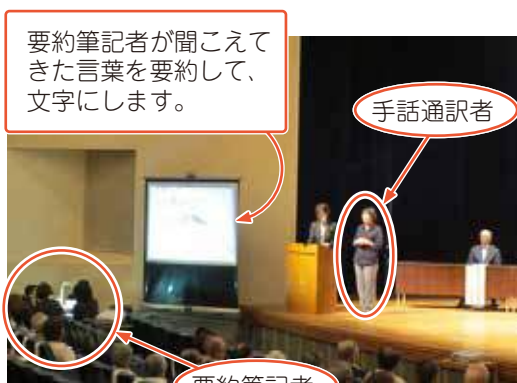 要約筆記者が聞こえて
きた言葉を要約して、
文字にします。
手話通訳者
要約筆記者